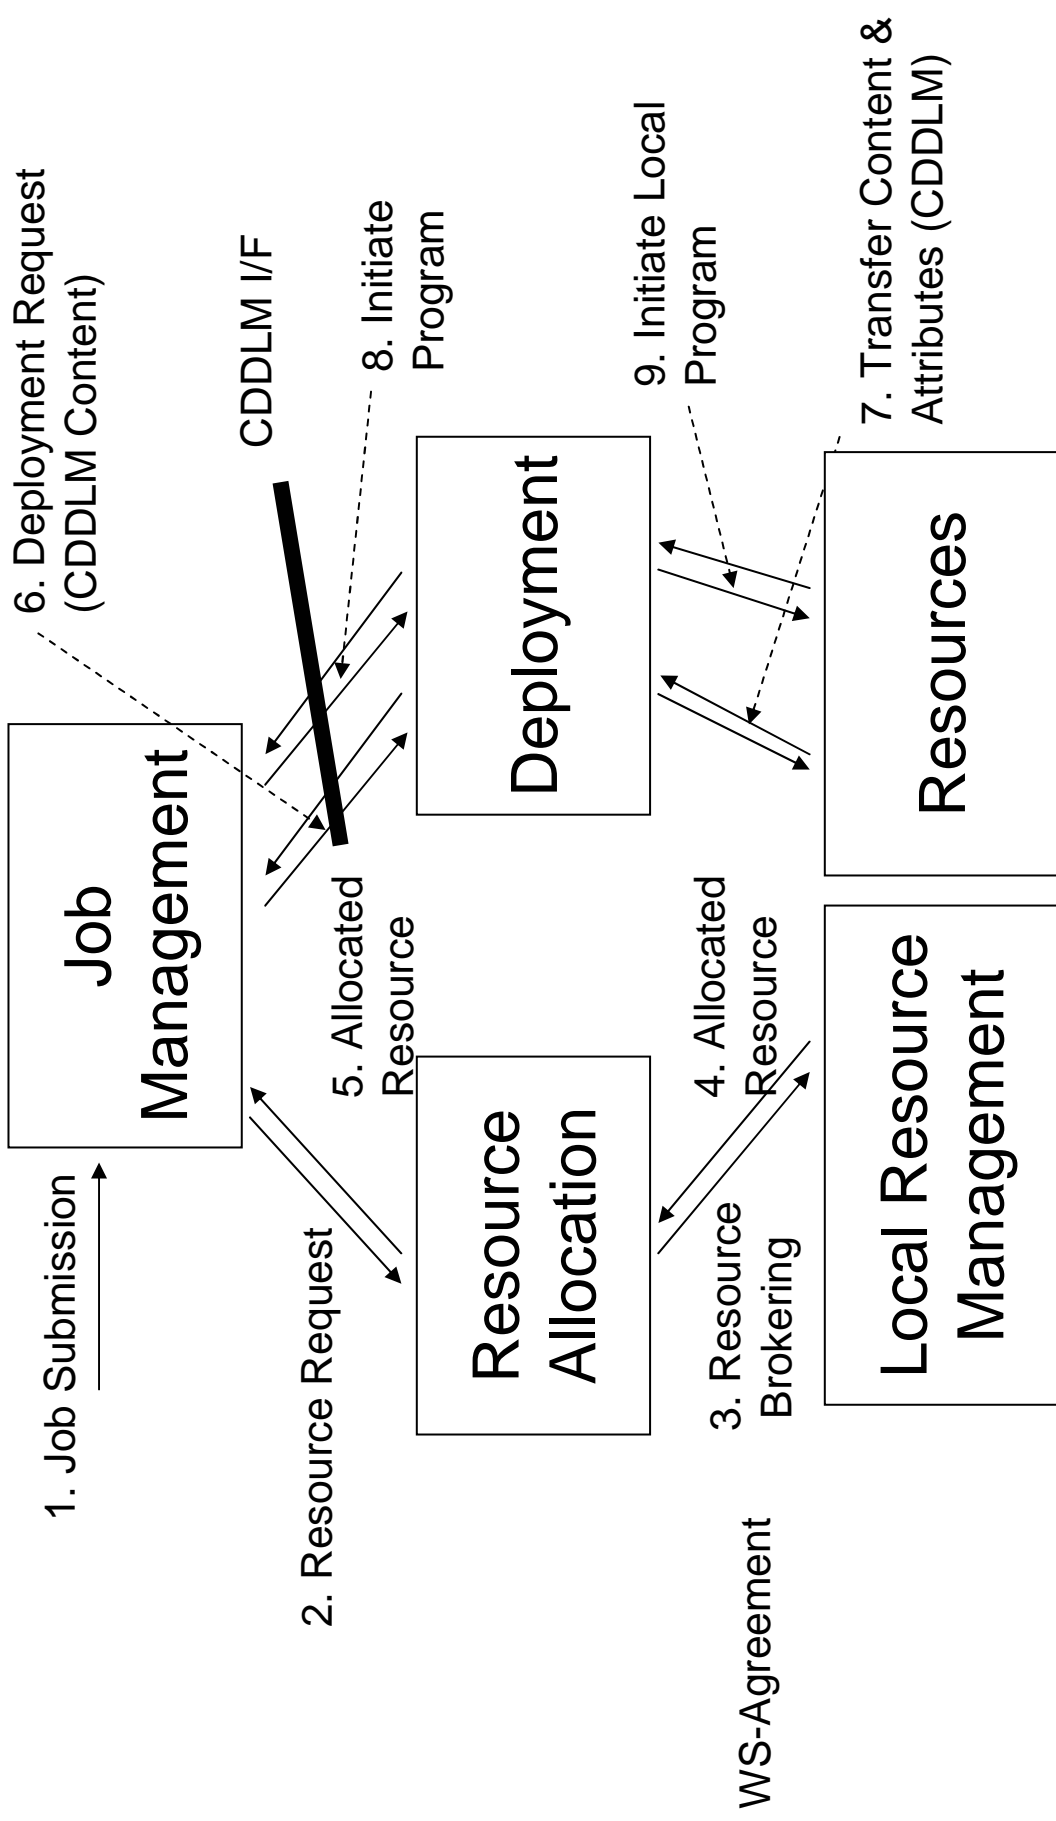 1. Job Submission
Job
Management
6. Deployment Request
(CDDLM Content)
CDDLM I/F
2. Resource Request
5. Allocated
Resource
8. Initiate
Program
Resource
Allocation
Deployment
WS-Agreement
3. Resource
Brokering
4. Allocated
Resource
9. Initiate Local
Program
Local Resource
Management
Resources
7. Transfer Content &
Attributes (CDDLM)